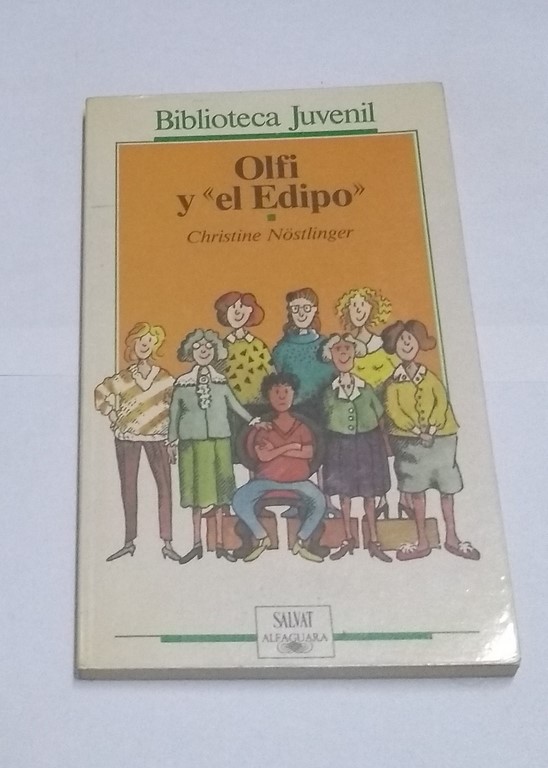 Biblioteca Juvenil
Olfi
y «el Edipo»
Christine Nöstlinger
SALVAT
ALFAGUARA